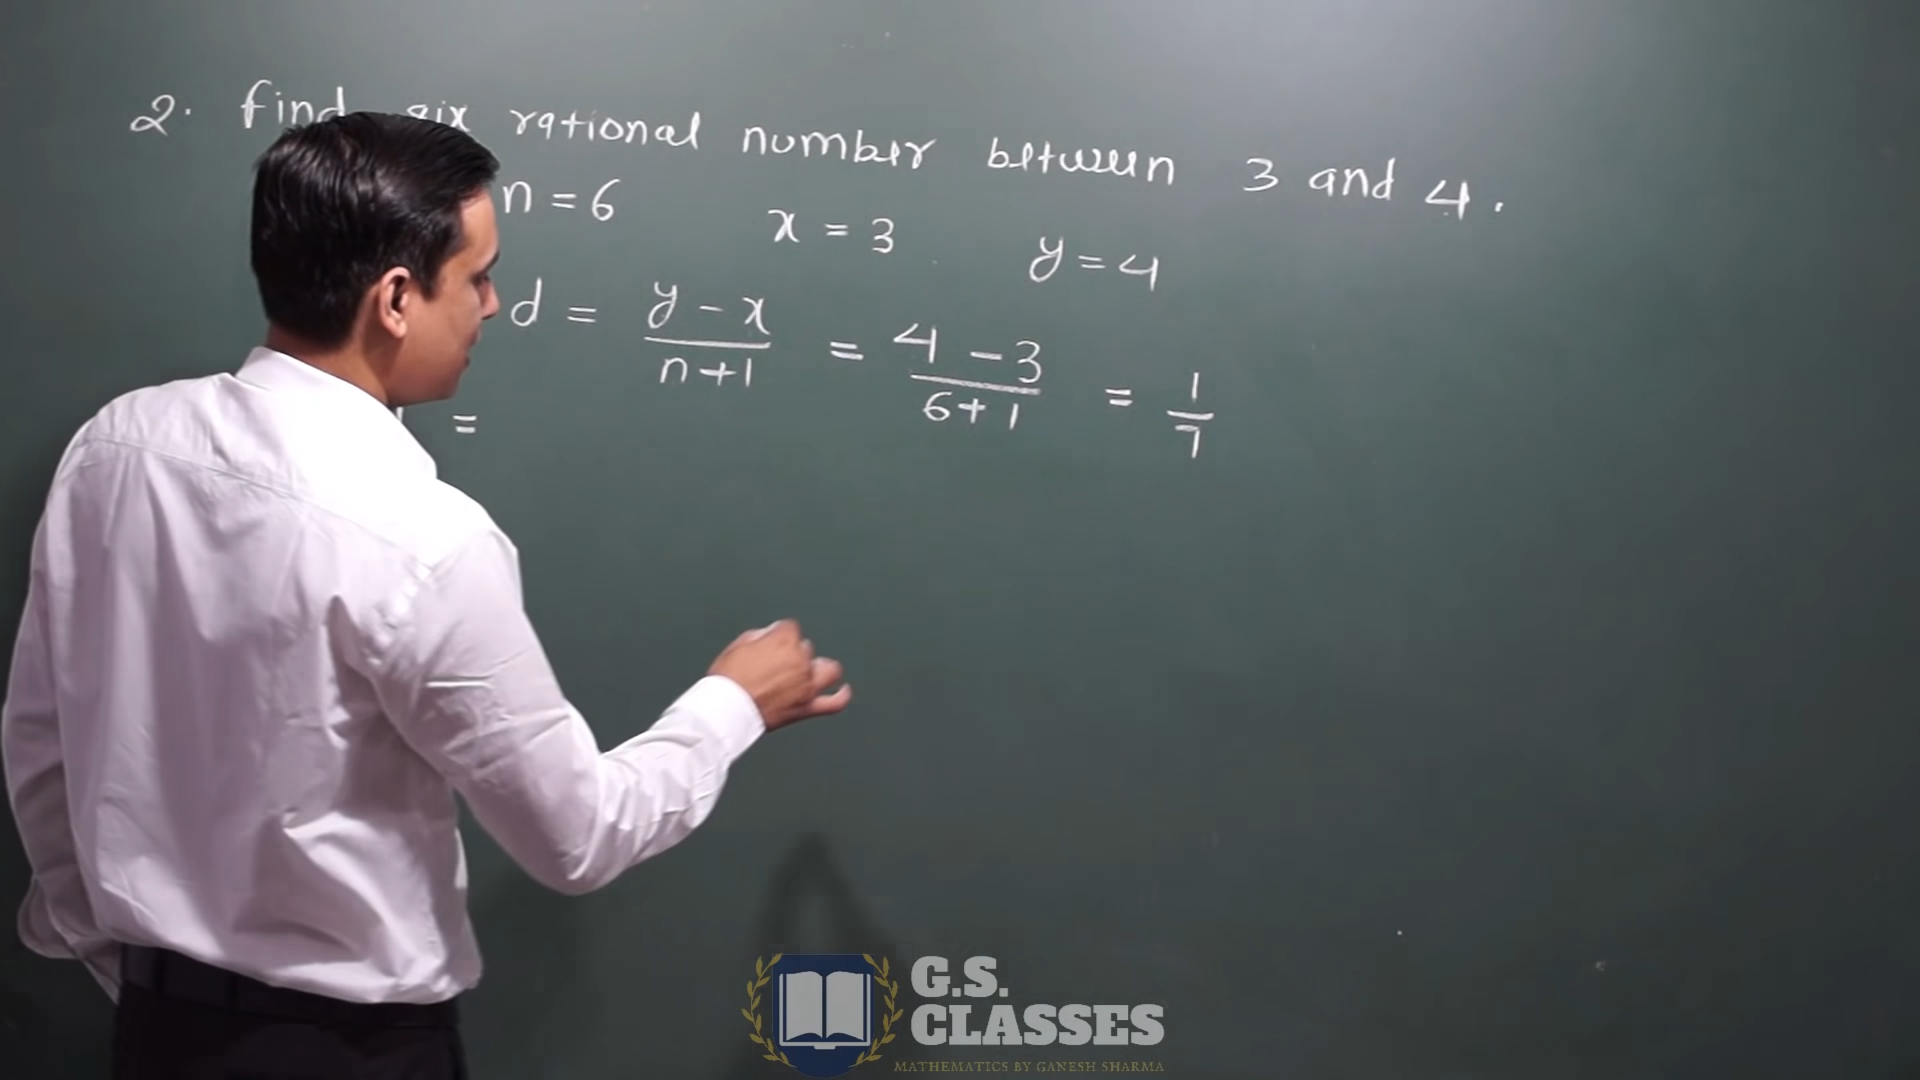 2. find six rational number between 3 and 4.
n = 6 x = 3 y = 4
d = y - x / n+1 = 4 - 3 / 6+1 = 1 / 7
=
G.S.
CLASSES
MATHEMATICS BY GANESH SHARMA